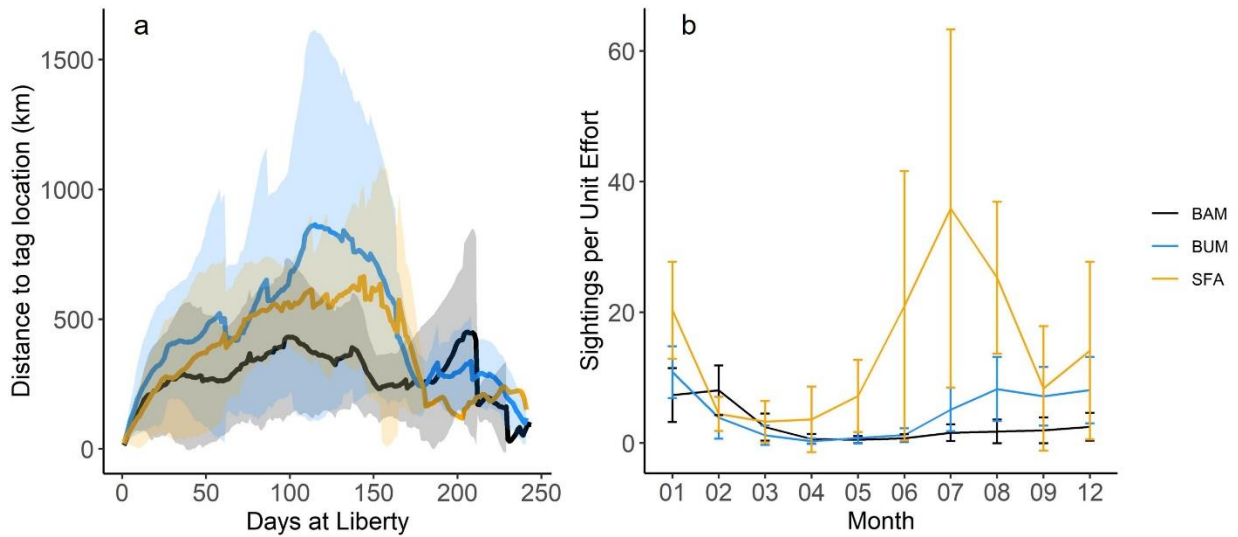 a
Distance to tag location (km)
1500
1000
500
0
0 50 100 150 200 250
Days at Liberty
b
Sightings per Unit Effort
60
40
20
0
01 02 03 04 05 06 07 08 09 12
Month
BAM
BUM
SFA